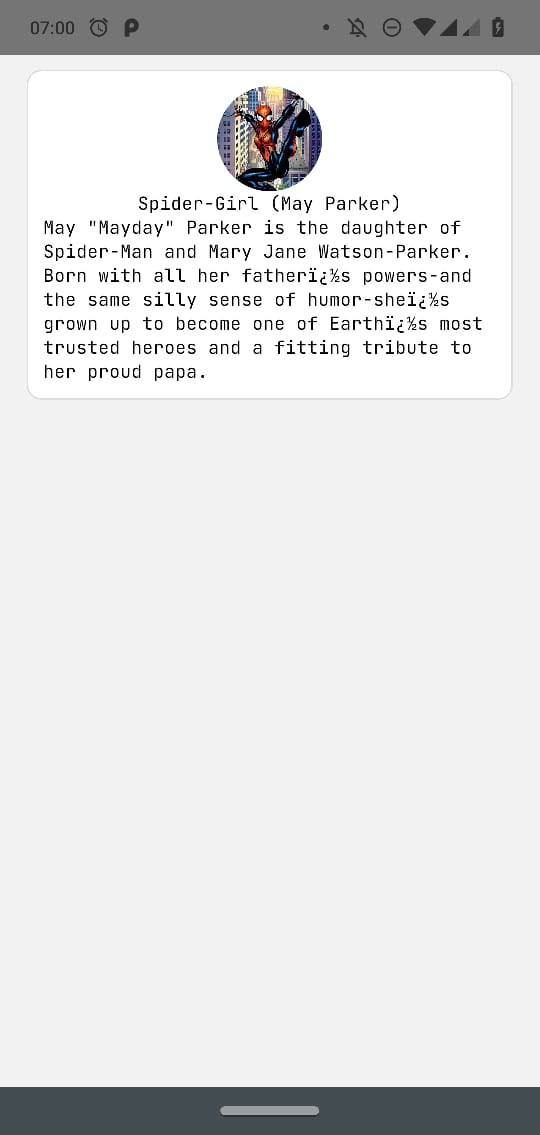 07:00
Spider-Girl (May Parker)
May "Mayday" Parker is the daughter of
Spider-Man and Mary Jane Watson-Parker.
Born with all her fatherï¿½s powers-and
the same silly sense of humor-sheï¿½s
grown up to become one of Earthï¿½s most
trusted heroes and a fitting tribute to
her proud papa.